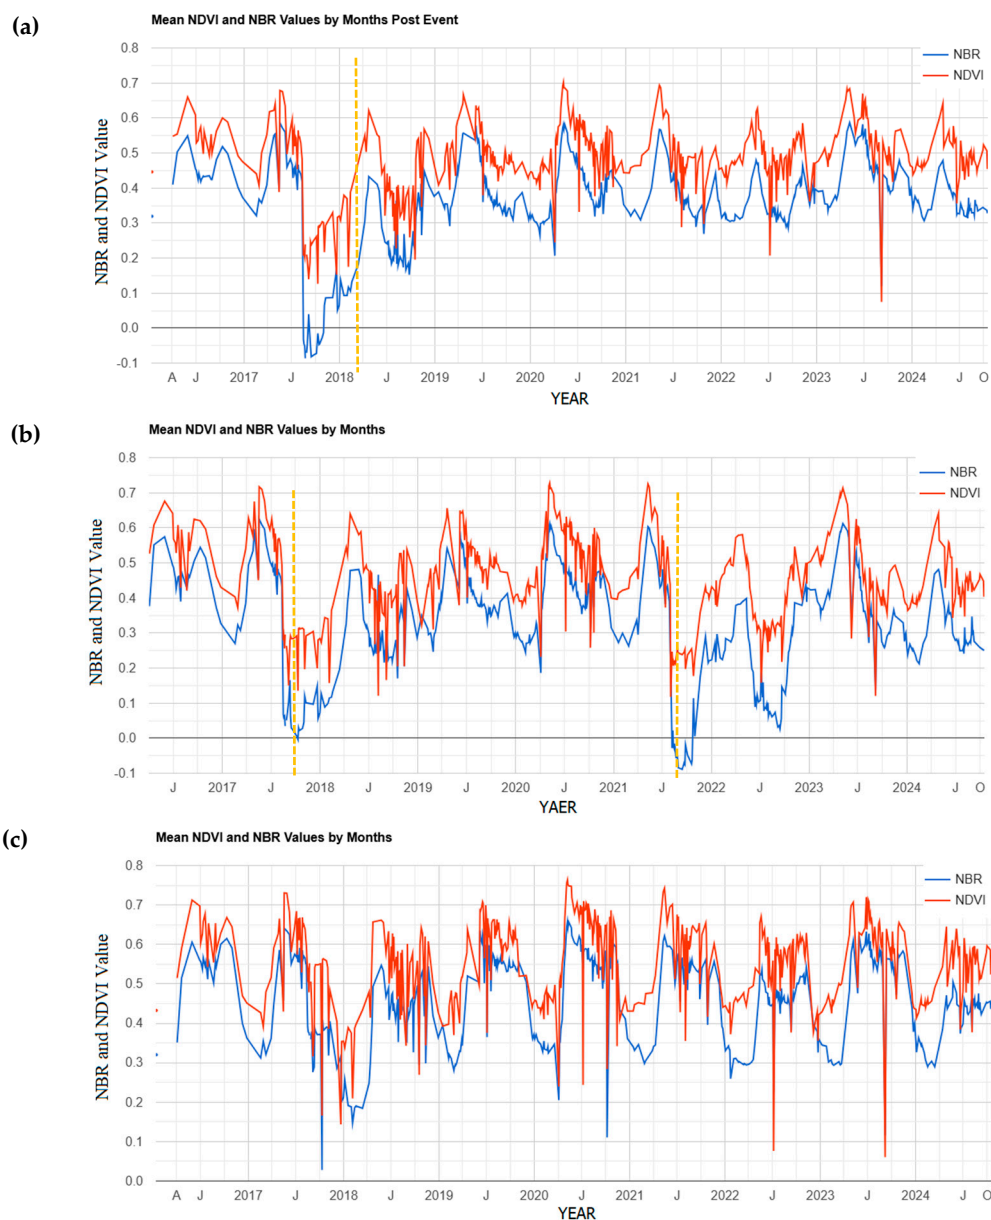 (a)
Mean NDVI and NBR Values by Months Post Event
NBR and NDVI Value
0.8
0.7
0.6
0.5
0.4
0.3
0.2
0.1
0.0
-0.1
NBR
NDVI
A J 2017 J 2018 J 2019 J 2020 J 2021 J 2022 J 2023 J 2024 J O
YEAR
(b)
Mean NDVI and NBR Values by Months
NBR and NDVI Value
0.8
0.7
0.6
0.5
0.4
0.3
0.2
0.1
0.0
-0.1
NBR
NDVI
J 2017 J 2018 J 2019 J 2020 J 2021 J 2022 J 2023 J 2024 J O
YAER
(c)
Mean NDVI and NBR Values by Months
NBR and NDVI Value
0.8
0.7
0.6
0.5
0.4
0.3
0.2
0.1
0.0
NBR
NDVI
A J 2017 J 2018 J 2019 J 2020 J 2021 J 2022 J 2023 J 2024 J O
YEAR